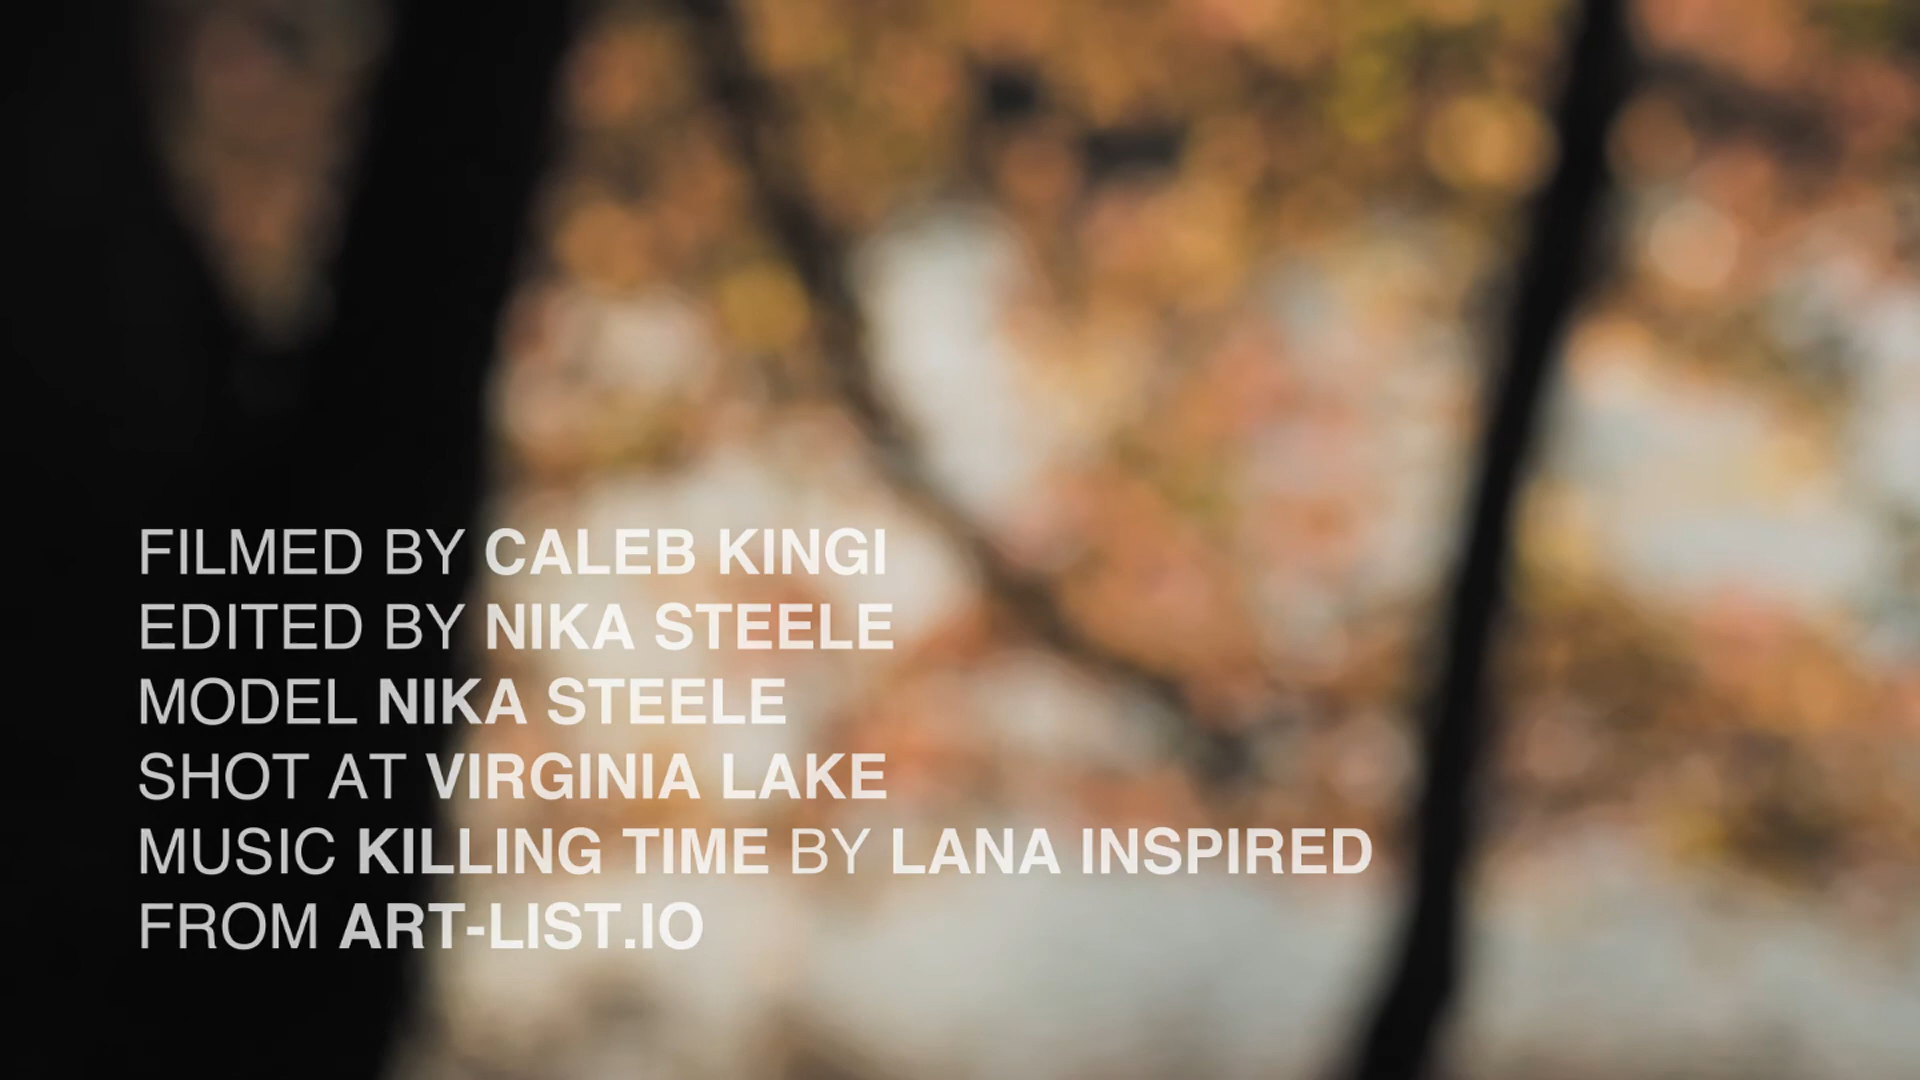 FILMED BY CALEB KINGI
EDITED BY NIKA STEELE
MODEL NIKA STEELE
SHOT AT VIRGINIA LAKE
MUSIC KILLING TIME BY LANA INSPIRED
FROM ART-LIST.IO